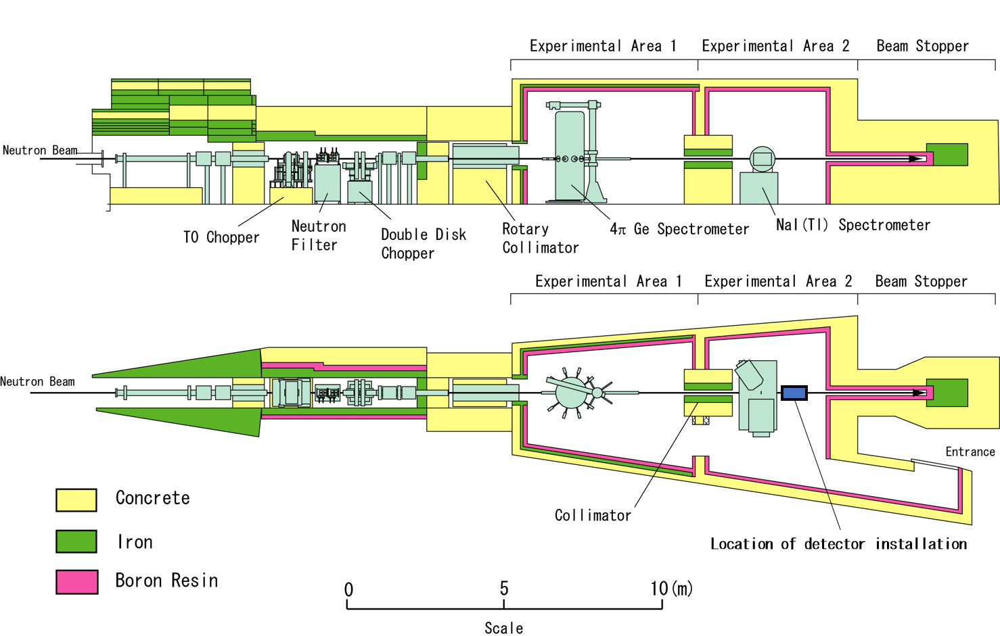 Experimental Area 1
Experimental Area 2
Beam Stopper
Neutron Beam
T0 Chopper
Neutron
Filter
Double Disk
Chopper
Rotary
Collimator
4π Ge Spectrometer
NaI(Tl) Spectrometer
Experimental Area 1
Experimental Area 2
Beam Stopper
Neutron Beam
Entrance
Collimator
Location of detector installation
Concrete
Iron
Boron Resin
0
5
10(m)
Scale